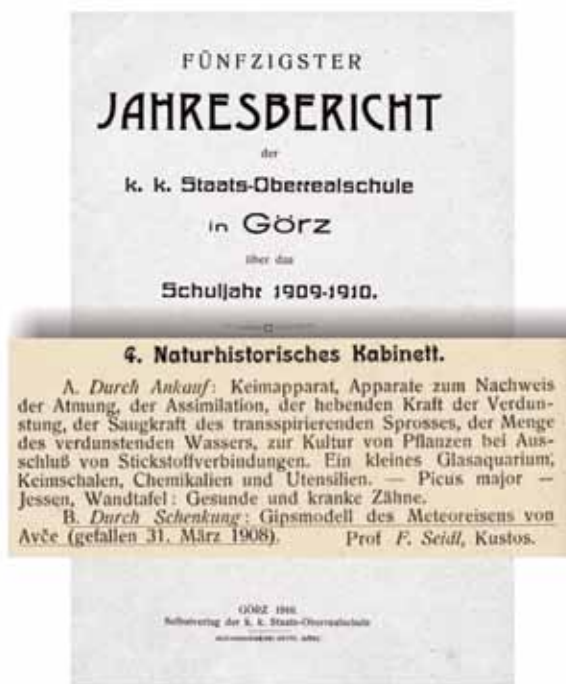 FÜNFZIGSTER
JAHRESBERICHT
der
k. k. Staats-Oberrealschule
in Görz
über das
Schuljahr 1909-1910.
4. Naturhistorisches Kabinett.
A. Durch Ankauf: Keimapparat, Apparate zum Nachweis
der Atmung, der Assimilation, der hebenden Kraft der Verdun-
stung, der Saugkraft des transspirierenden Sprosses, der Menge
des verdunstenden Wassers, zur Kultur von Pflanzen bei Aus-
schluß von Stickstoffverbindungen. Ein kleines Glasaquarium,
Keimschalen, Chemikalien und Utensilien. — Picus major —
Jessen, Wandtafel: Gesunde und kranke Zähne.
B. Durch Schenkung: Gipsmodell des Meteoreisens von
Avče (gefallen 31. März 1908). Prof F. Seidl, Kustos.
GÖRZ 1910.
Selbstverlag der k. k. Staats-Oberrealschule